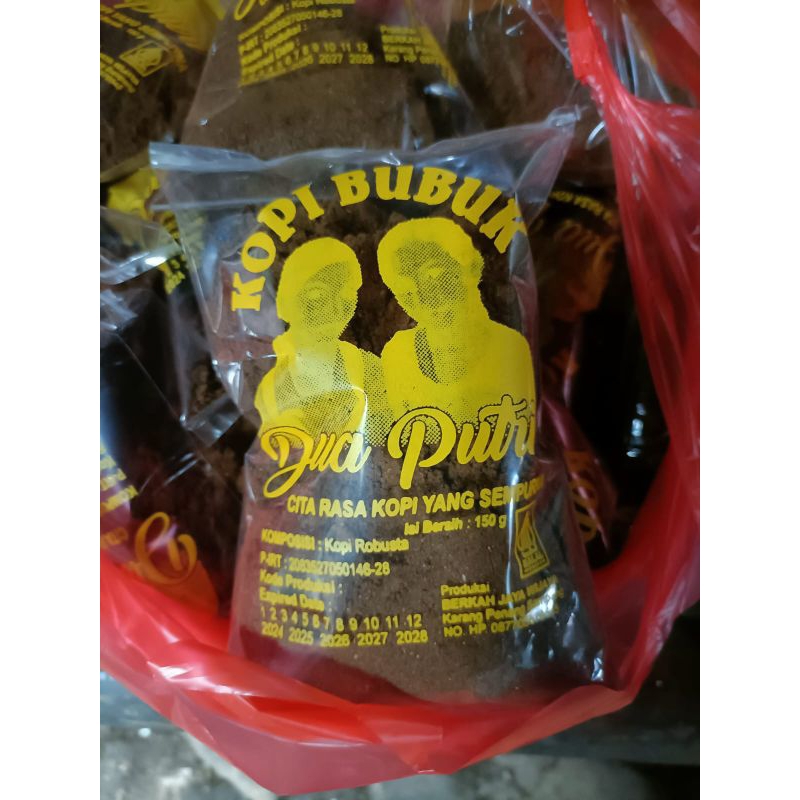 KOPI BUBUK
Dua Putri
CITA RASA KOPI YANG
Isi Bersih : 150 g
KOMPOSISI : Kopi Robusta
P-IRT : 2083527050146-28
Kode Produksi :
Expired Date :
1 2 3 4 5 6 7 8 9 10 11 12
2024 2025 2026 2027 2028
Produksi
BERKAH JAYA
Karang
NO. HP